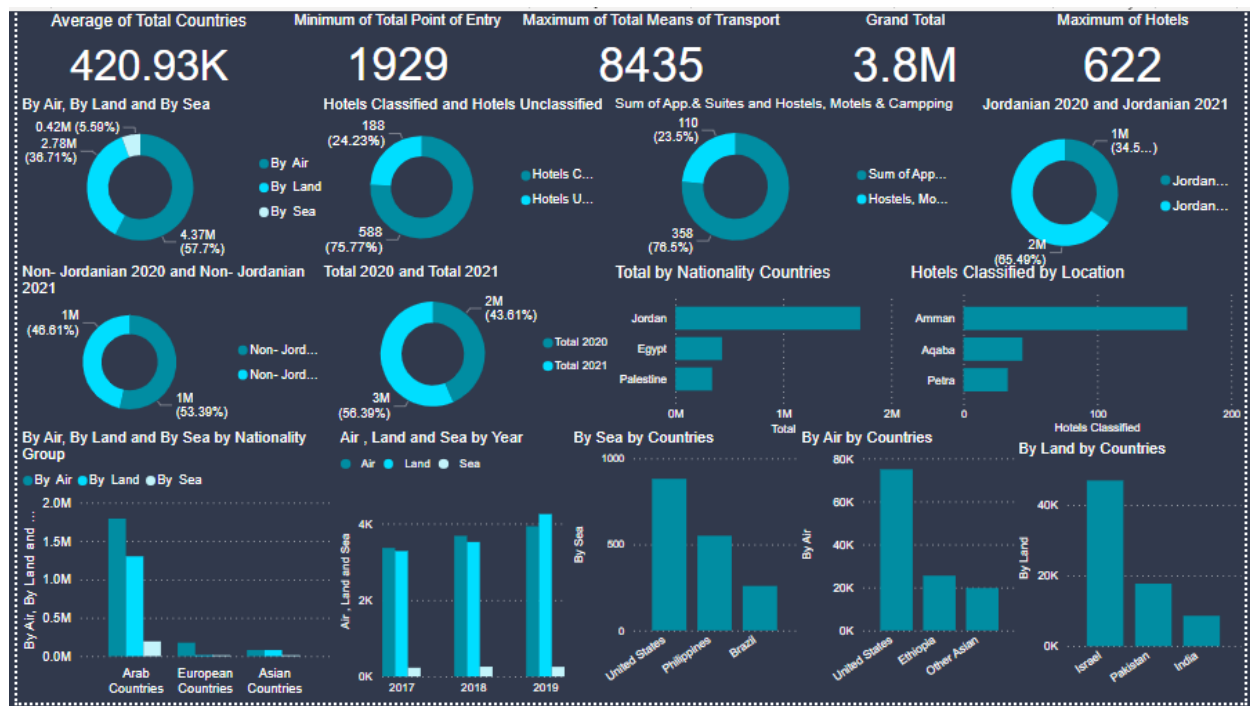 Average of Total Countries
420.93K
Minimum of Total Point of Entry
1929
Maximum of Total Means of Transport
8435
Grand Total
3.8M
Maximum of Hotels
622
By Air, By Land and By Sea
0.42M (5.59%)
2.78M
(36.71%)
4.37M
(57.7%)
By Air
By Land
By Sea
Hotels Classified and Hotels Unclassified
188
(24.23%)
588
(75.77%)
Hotels C...
Hotels U...
Sum of App.& Suites and Hostels, Motels & Campping
110
(23.5%)
358
(76.5%)
Sum of App...
Hostels, Mo...
Jordanian 2020 and Jordanian 2021
1M
(34.5...)
2M
(65.49%)
Jordan...
Jordan...
Non- Jordanian 2020 and Non- Jordanian
2021
1M
(46.61%)
1M
(53.39%)
Non- Jord...
Non- Jord...
Total 2020 and Total 2021
2M
(43.61%)
3M
(56.39%)
Total 2020
Total 2021
Total by Nationality Countries
Jordan
Egypt
Palestine
0M
1M
2M
Total
Hotels Classified by Location
Amman
Aqaba
Petra
0
100
200
Hotels Classified
By Air, By Land and By Sea by Nationality
Group
By Air
By Land
By Sea
By Air, By Land and ...
2.0M
1.5M
1.0M
0.5M
0.0M
Arab
Countries
European
Countries
Asian
Countries
Air , Land and Sea by Year
Air
Land
Sea
Air , Land and Sea
4K
2K
0K
2017
2018
2019
By Sea by Countries
By Sea
1000
500
0
United States
Philippines
Brazil
By Air by Countries
By Air
80K
60K
40K
20K
0K
United States
Ethiopia
Other Asian
By Land by Countries
By Land
40K
20K
0K
Israel
Pakistan
India